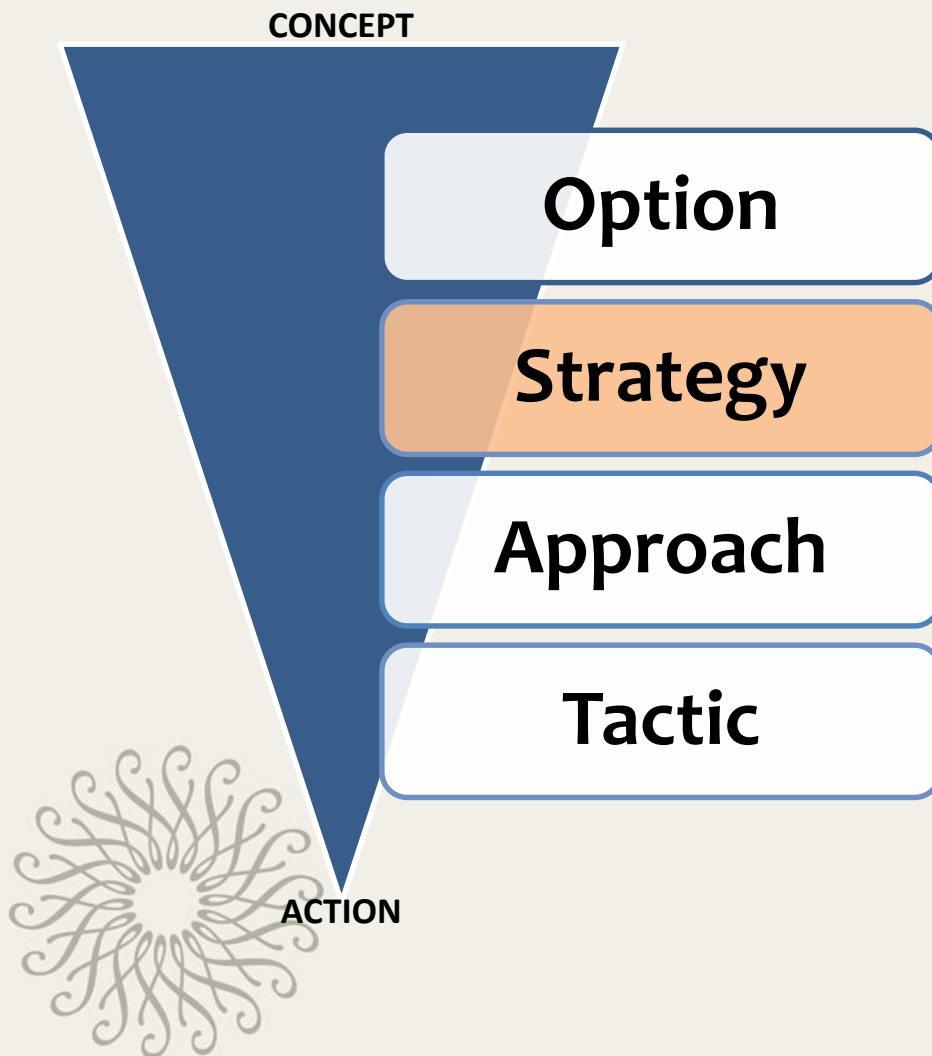 CONCEPT
Option
Strategy
Approach
Tactic
ACTION